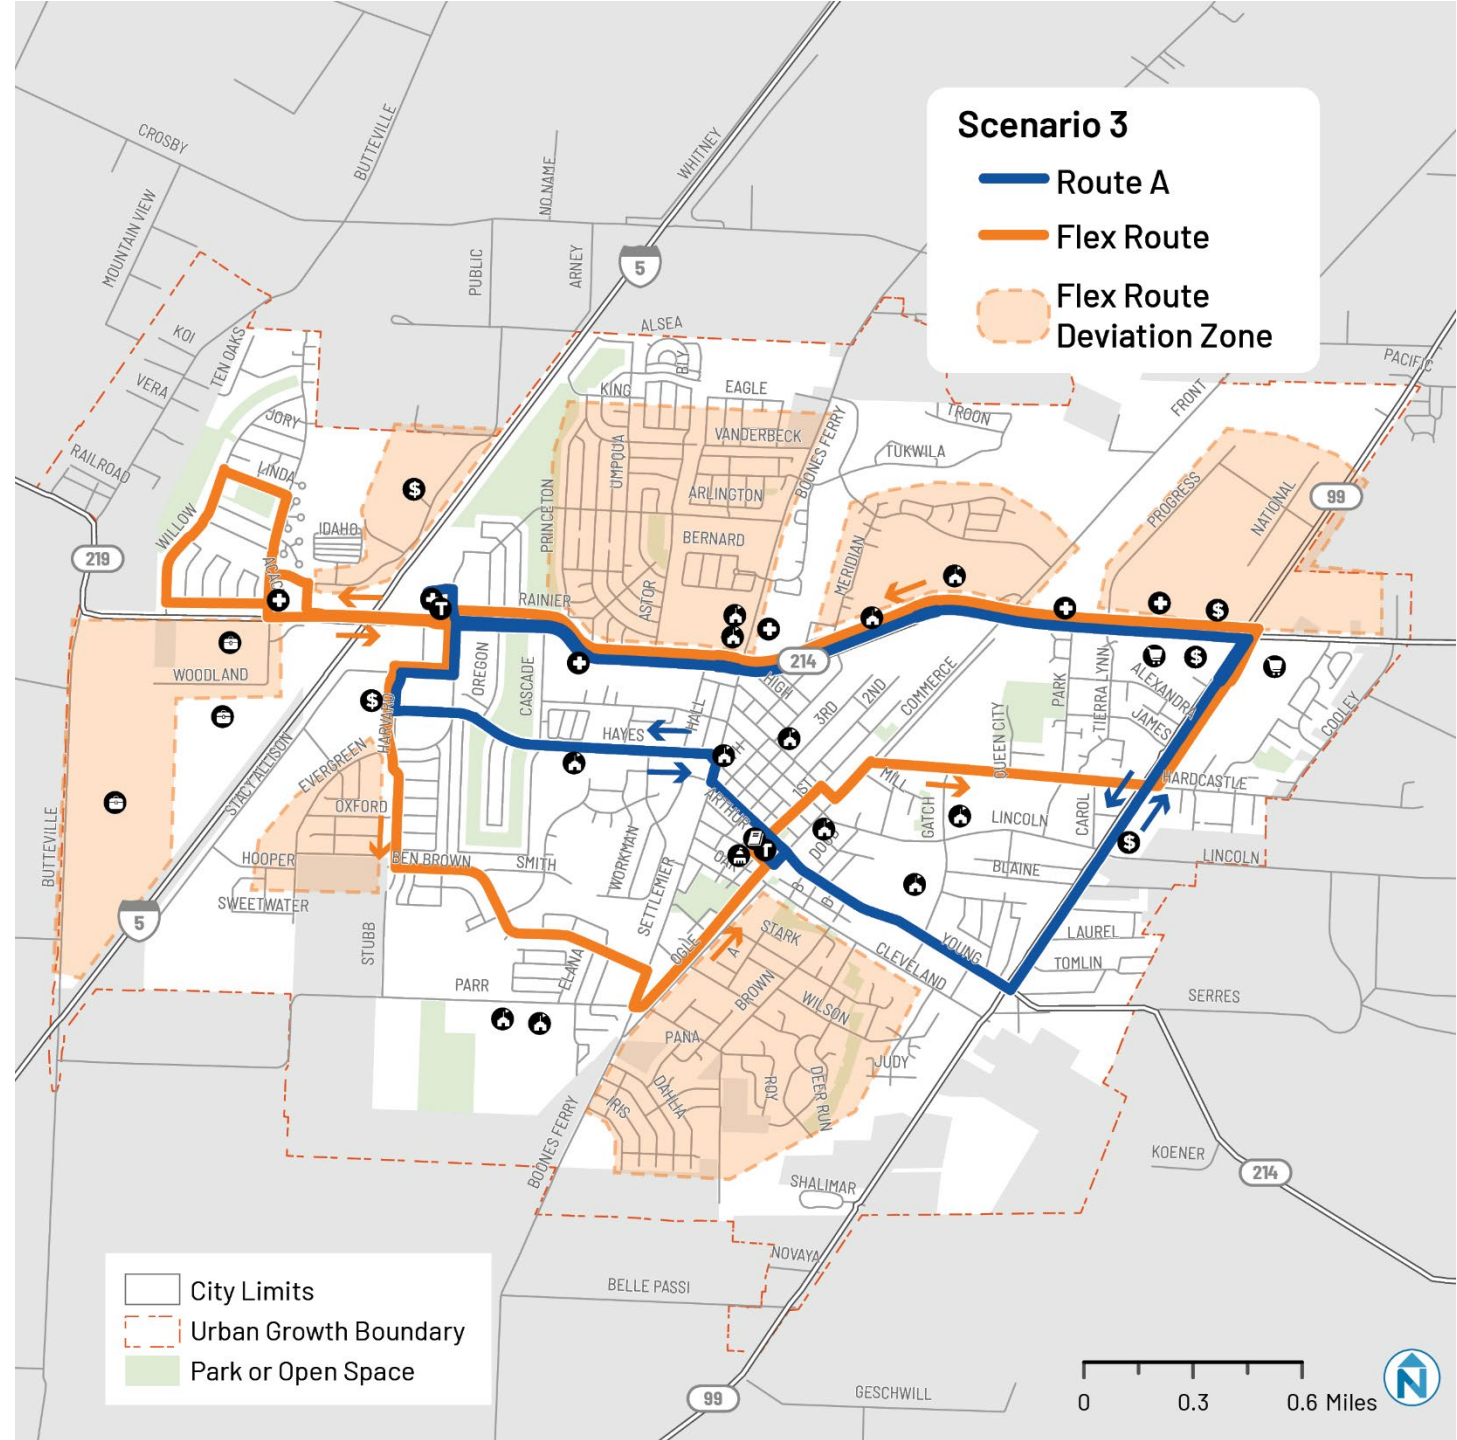 Scenario 3
Route A
Flex Route
Flex Route
Deviation Zone
CROSBY
BUTTEVILLE
NO NAME
WHITNEY
MOUNTAIN VIEW
PUBLIC
ARNEY
5
KOI
TEN OAKS
VERA
ALSEA
BLY
KING
EAGLE
PACIFIC
FRONT
JORY
UMPQUA
VANDERBECK
BOONES FERRY
TROON
TUKWILA
RAILROAD
LINDA
ARLINGTON
PROGRESS
NATIONAL
99
WILLOW
IDAHO
PRINCETON
BERNARD
219
MERIDIAN
RAINIER
ASTOR
T
214
WOODLAND
OREGON
CASCADE
HIGH
3RD
2ND
COMMERCE
PARK
TIERRA LYNN
ALEXANDRA
JAMES
COOLEY
HARVARD
HAYES
HALL
STACY ALLISON
EVERGREEN
QUEEN CITY
HARDCASTLE
OXFORD
1ST
MILL
ARTHUR
GATCH
LINCOLN
CAROL
BUTTEVILLE
HOOPER
BEN BROWN
SMITH
WORKMAN
OAK
T
DOUD
BLAINE
LINCOLN
SWEETWATER
SETTLEMIER
B
B
5
STUBB
OGLE
A
STARK
CLEVELAND
YOUNG
LAUREL
TOMLIN
PARR
ELANA
BROWN
WILSON
SERRES
PANA
JUDY
IRIS
DAHLIA
ROY
DEER RUN
BOONES FERRY
KOENER
214
SHALIMAR
NOVAYA
BELLE PASSI
City Limits
Urban Growth Boundary
Park or Open Space
99
GESCHWILL
0 0.3 0.6 Miles
N